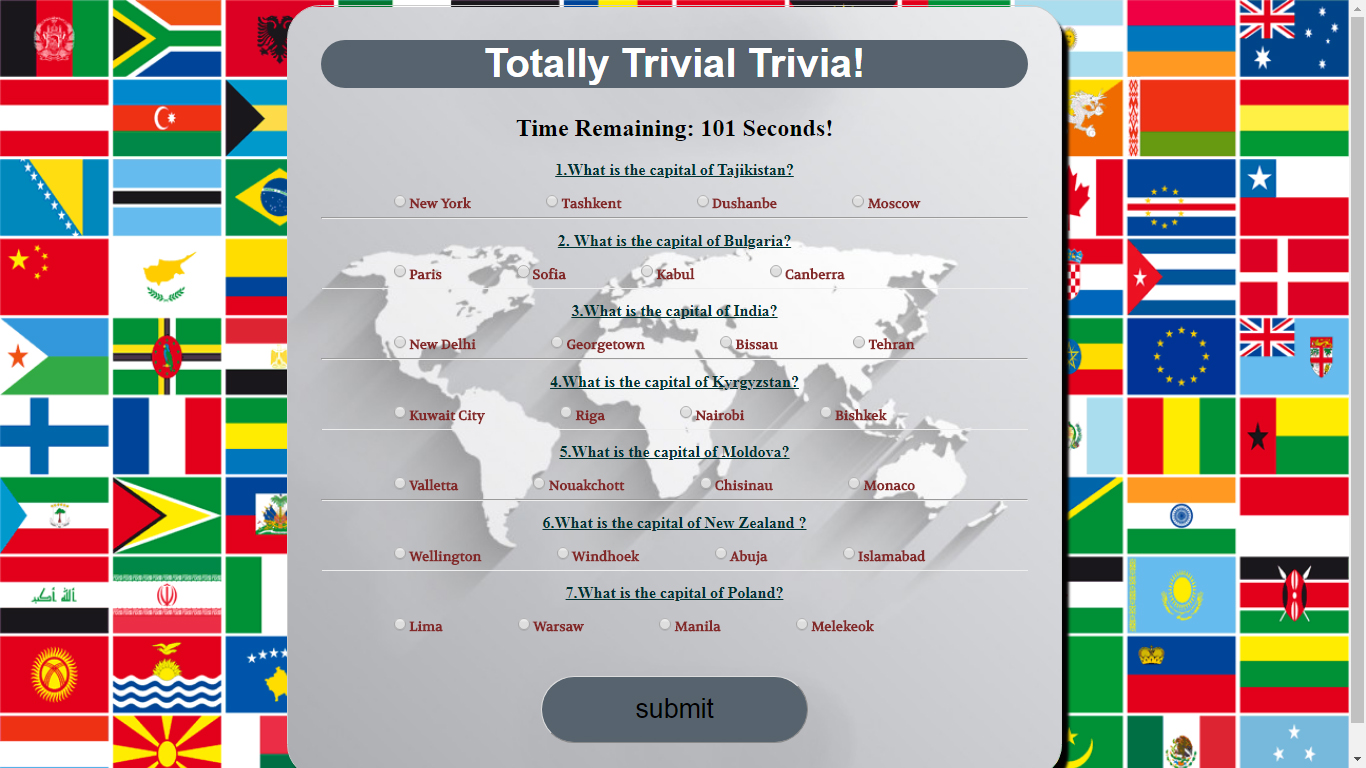 Totally Trivial Trivia!
Time Remaining: 101 Seconds!
1.What is the capital of Tajikistan?
New York Tashkent Dushanbe Moscow
2. What is the capital of Bulgaria?
Paris Sofia Kabul Canberra
3.What is the capital of India?
New Delhi Georgetown Bissau Tehran
4.What is the capital of Kyrgyzstan?
Kuwait City Riga Nairobi Bishkek
5.What is the capital of Moldova?
Valletta Nouakchott Chisinau Monaco
6.What is the capital of New Zealand ?
Wellington Windhoek Abuja Islamabad
7.What is the capital of Poland?
Lima Warsaw Manila Melekeok
submit